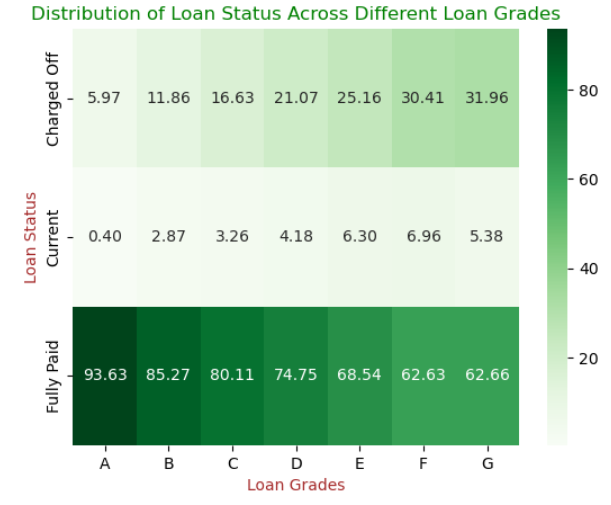 Distribution of Loan Status Across Different Loan Grades
Charged Off
5.97 11.86 16.63 21.07 25.16 30.41 31.96
Current
0.40 2.87 3.26 4.18 6.30 6.96 5.38
Fully Paid
93.63 85.27 80.11 74.75 68.54 62.63 62.66
Loan Status
A B C D E F G
Loan Grades
80
60
40
20